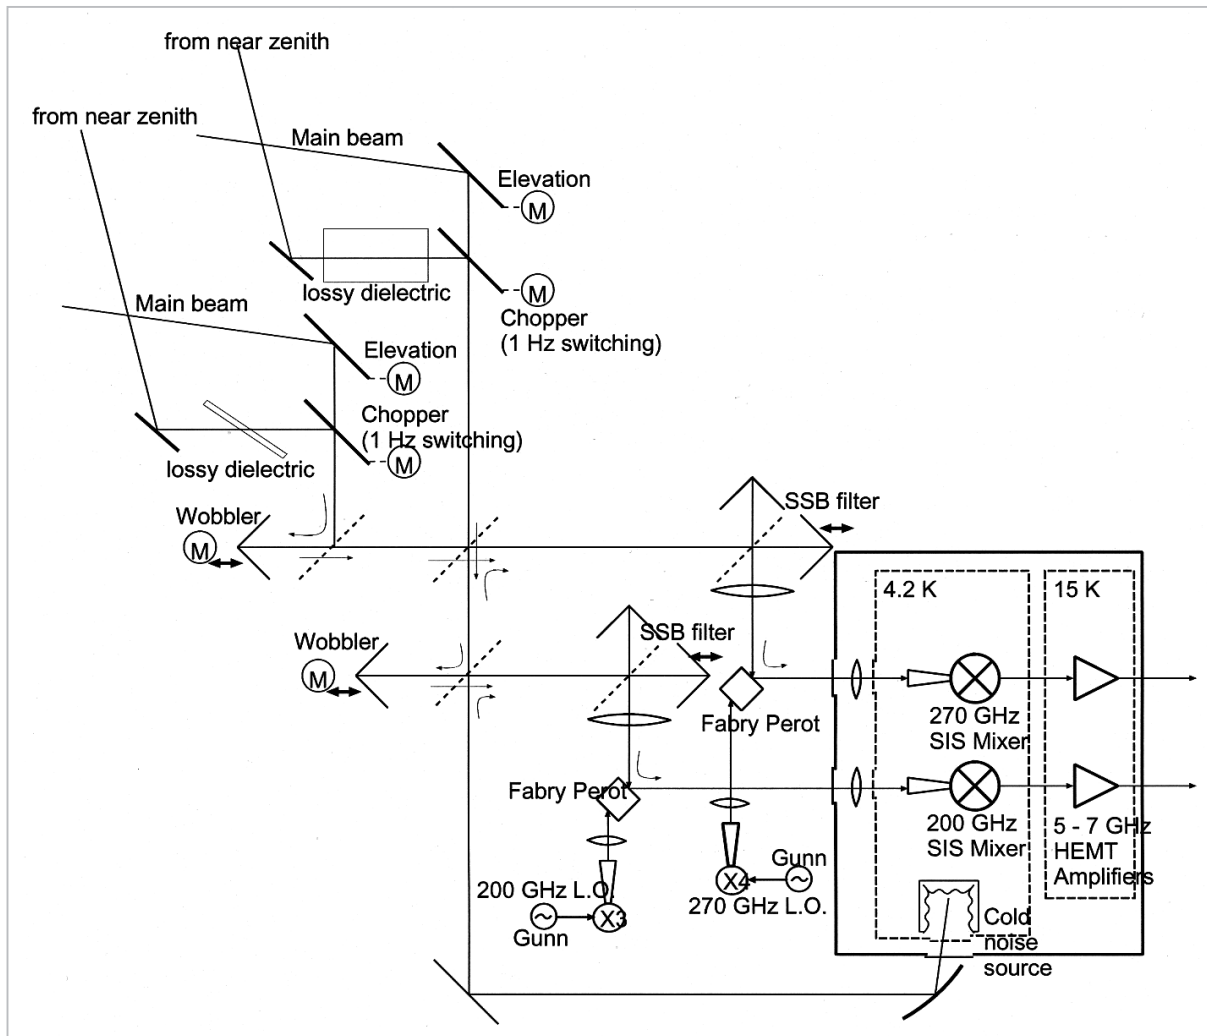 from near zenith
from near zenith
Main beam
Elevation
M
lossy dielectric
M
Main beam
Chopper
(1 Hz switching)
Elevation
M
Chopper
(1 Hz switching)
M
lossy dielectric
SSB filter
Wobbler
M
4.2 K
15 K
Wobbler
SSB filter
M
270 GHz
SIS Mixer
Fabry Perot
Fabry Perot
200 GHz
SIS Mixer
5 - 7 GHz
HEMT
Amplifiers
Gunn
X4
200 GHz L.O.
270 GHz L.O.
X3
Gunn
Cold
noise
source